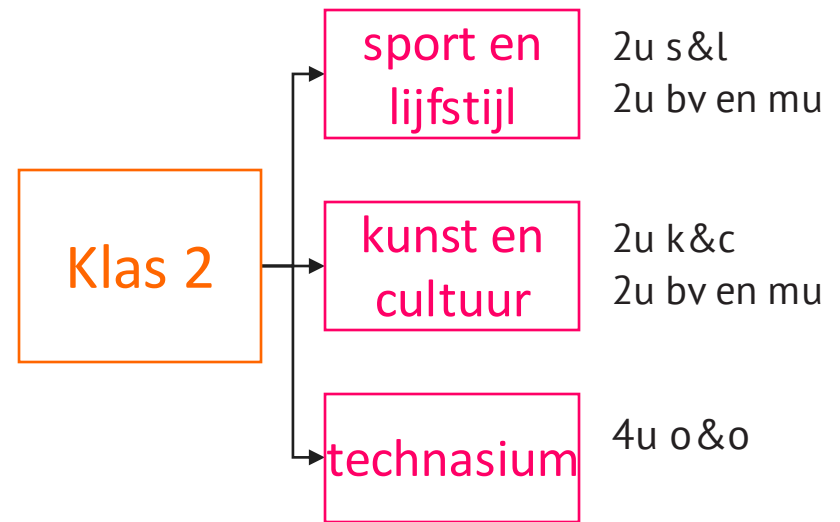 Klas 2
sport en
lijfstijl
2u s&l
2u bv en mu
kunst en
cultuur
2u k&c
2u bv en mu
technasium
4u o&o